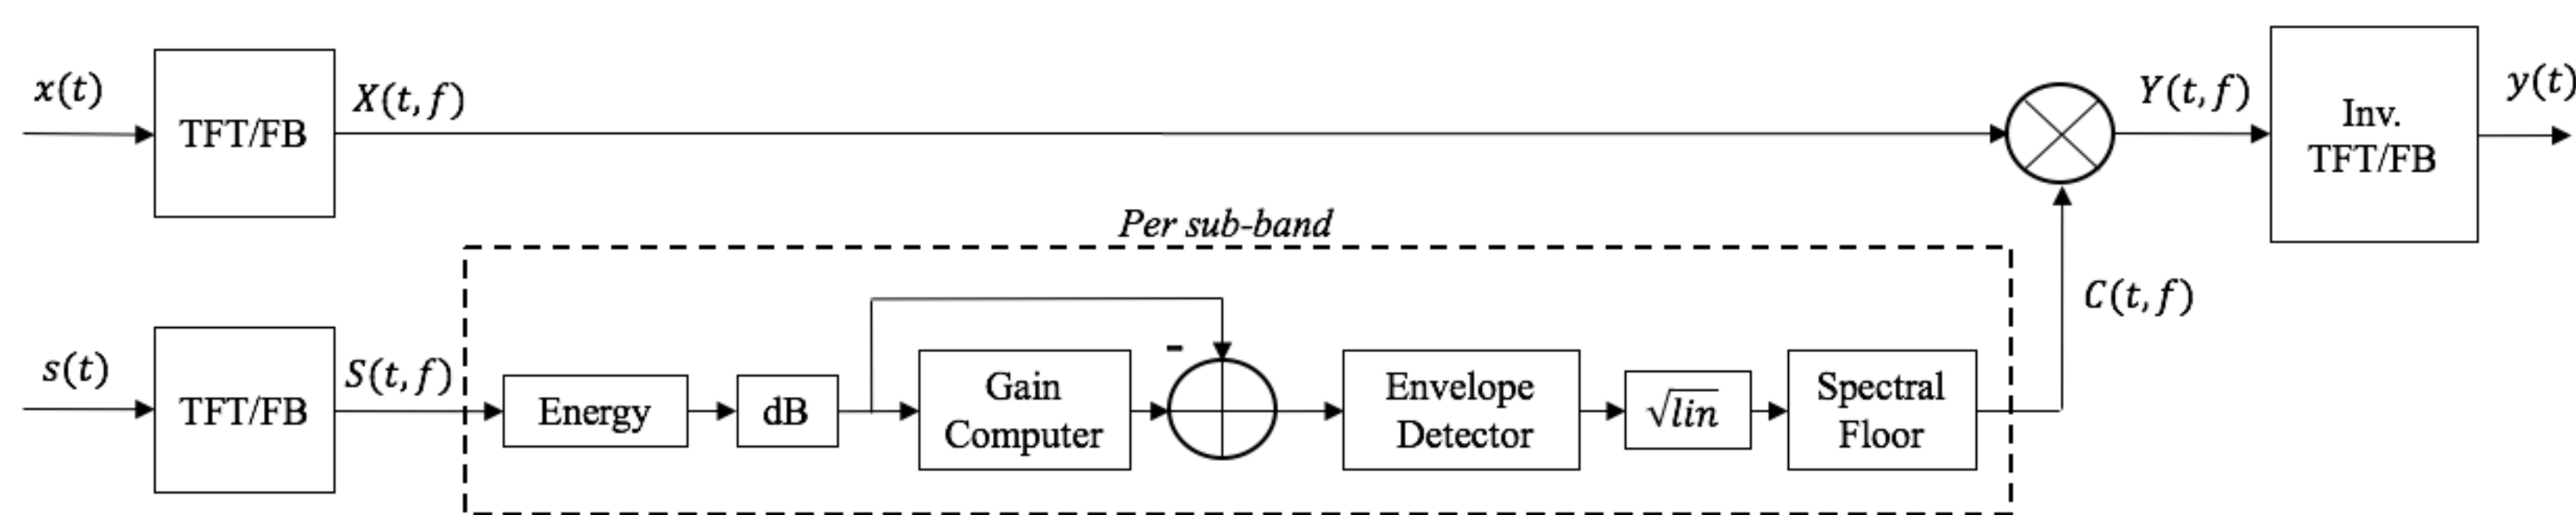 x(t)
TFT/FB
X(t,f)
Y(t,f)
Inv.
TFT/FB
y(t)
Per sub-band
C(t,f)
s(t)
TFT/FB
S(t,f)
Energy
dB
Gain
Computer
-
Envelope
Detector
√lin
Spectral
Floor